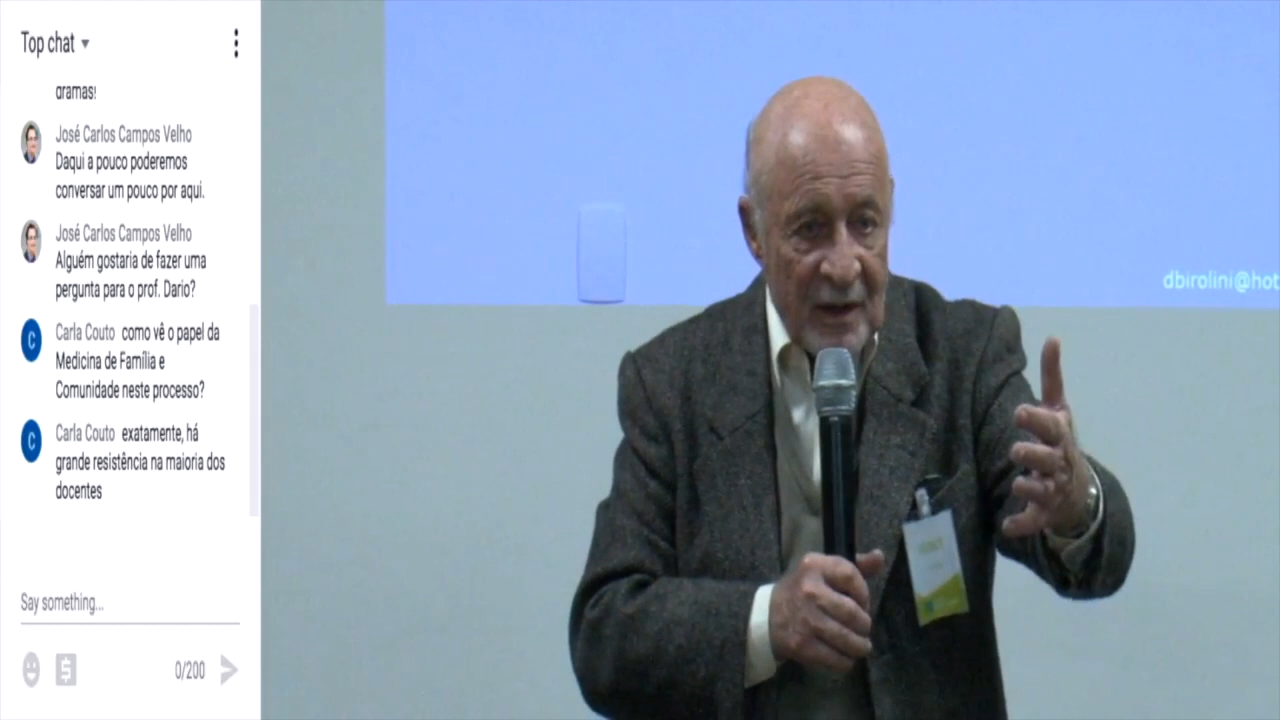 Top chat
gramas!
José Carlos Campos Velho
Daqui a pouco poderemos
conversar um pouco por aqui.
José Carlos Campos Velho
Alguém gostaria de fazer uma
pergunta para o prof. Dario?
C
Carla Couto como vê o papel da
Medicina de Família e
Comunidade neste processo?
C
Carla Couto exatamente, há
grande resistência na maioria dos
docentes
Say something...
0/200
dbirolini@hot